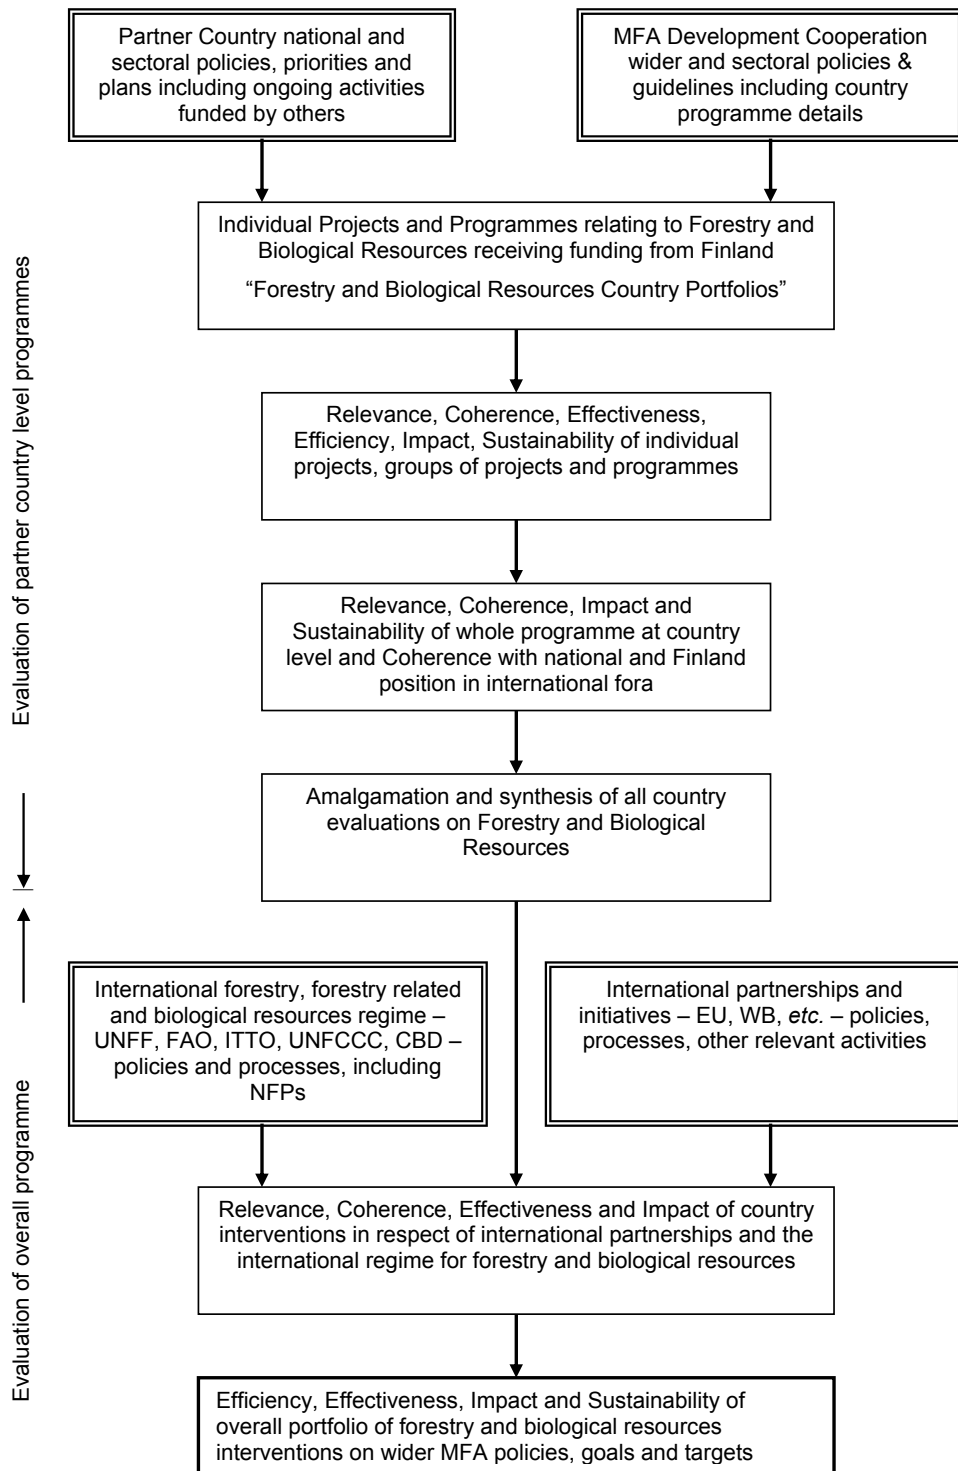 Partner Country national and
sectoral policies, priorities and
plans including ongoing activities
funded by others
MFA Development Cooperation
wider and sectoral policies &
guidelines including country
programme details
Individual Projects and Programmes relating to Forestry and
Biological Resources receiving funding from Finland
“Forestry and Biological Resources Country Portfolios”
Evaluation of partner country level programmes
Relevance, Coherence, Effectiveness,
Efficiency, Impact, Sustainability of individual
projects, groups of projects and programmes
Relevance, Coherence, Impact and
Sustainability of whole programme at country
level and Coherence with national and Finland
position in international fora
Amalgamation and synthesis of all country
evaluations on Forestry and Biological
Resources
International forestry, forestry related
and biological resources regime –
UNFF, FAO, ITTO, UNFCCC, CBD –
policies and processes, including
NFPs
International partnerships and
initiatives – EU, WB, etc. – policies,
processes, other relevant activities
Evaluation of overall programme
Relevance, Coherence, Effectiveness and Impact of country
interventions in respect of international partnerships and the
international regime for forestry and biological resources
Efficiency, Effectiveness, Impact and Sustainability of
overall portfolio of forestry and biological resources
interventions on wider MFA policies, goals and targets